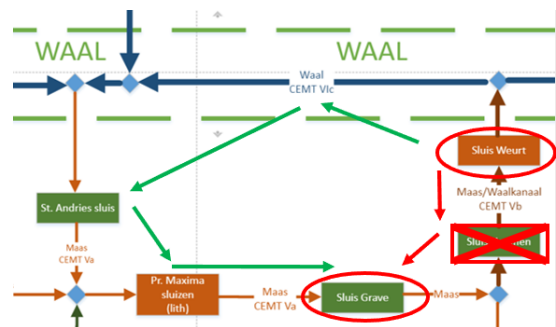 WAAL
WAAL
Waal
CEMT VIc
Sluis Weurt
Maas/Waalkanaal
CEMT Vb
St. Andries sluis
Maas
CEMT Va
Pr. Maxima
sluizen
(lith)
Maas
CEMT Va
Sluis Grave
Maas